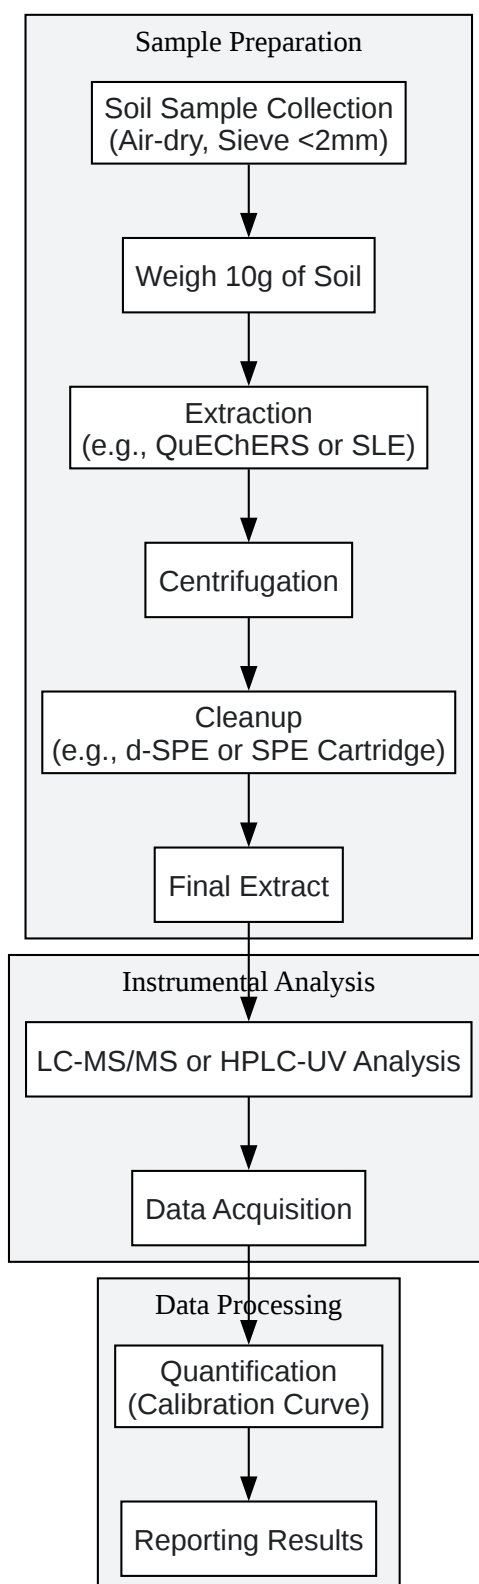 Sample Preparation
Soil Sample Collection
(Air-dry, Sieve <2mm)
Weigh 10g of Soil
Extraction
(e.g., QuEChERS or SLE)
Centrifugation
Cleanup
(e.g., d-SPE or SPE Cartridge)
Final Extract
Instrumental Analysis
LC-MS/MS or HPLC-UV Analysis
Data Acquisition
Data Processing
Quantification
(Calibration Curve)
Reporting Results